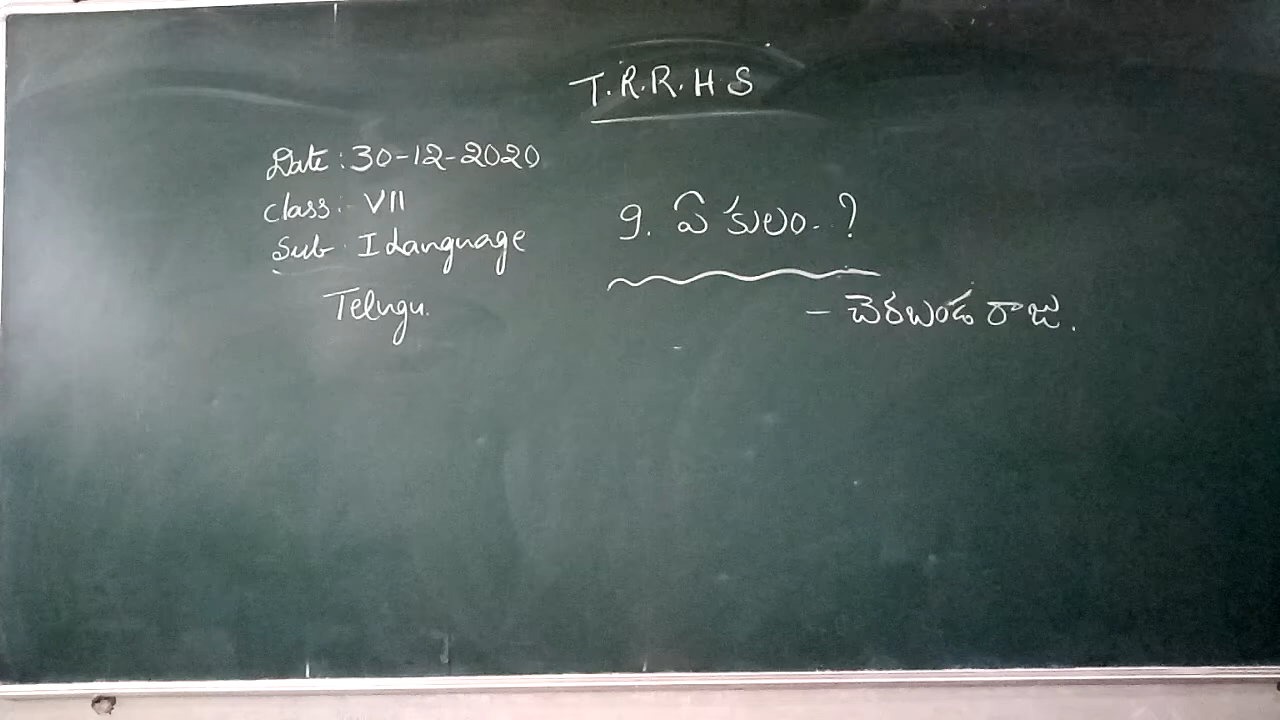 T.R.R.H.S
Date : 30-12-2020
Class: VII
Sub : I Language
Telugu.
9. ఏ కులం..?
- చెరబండ రాజు.